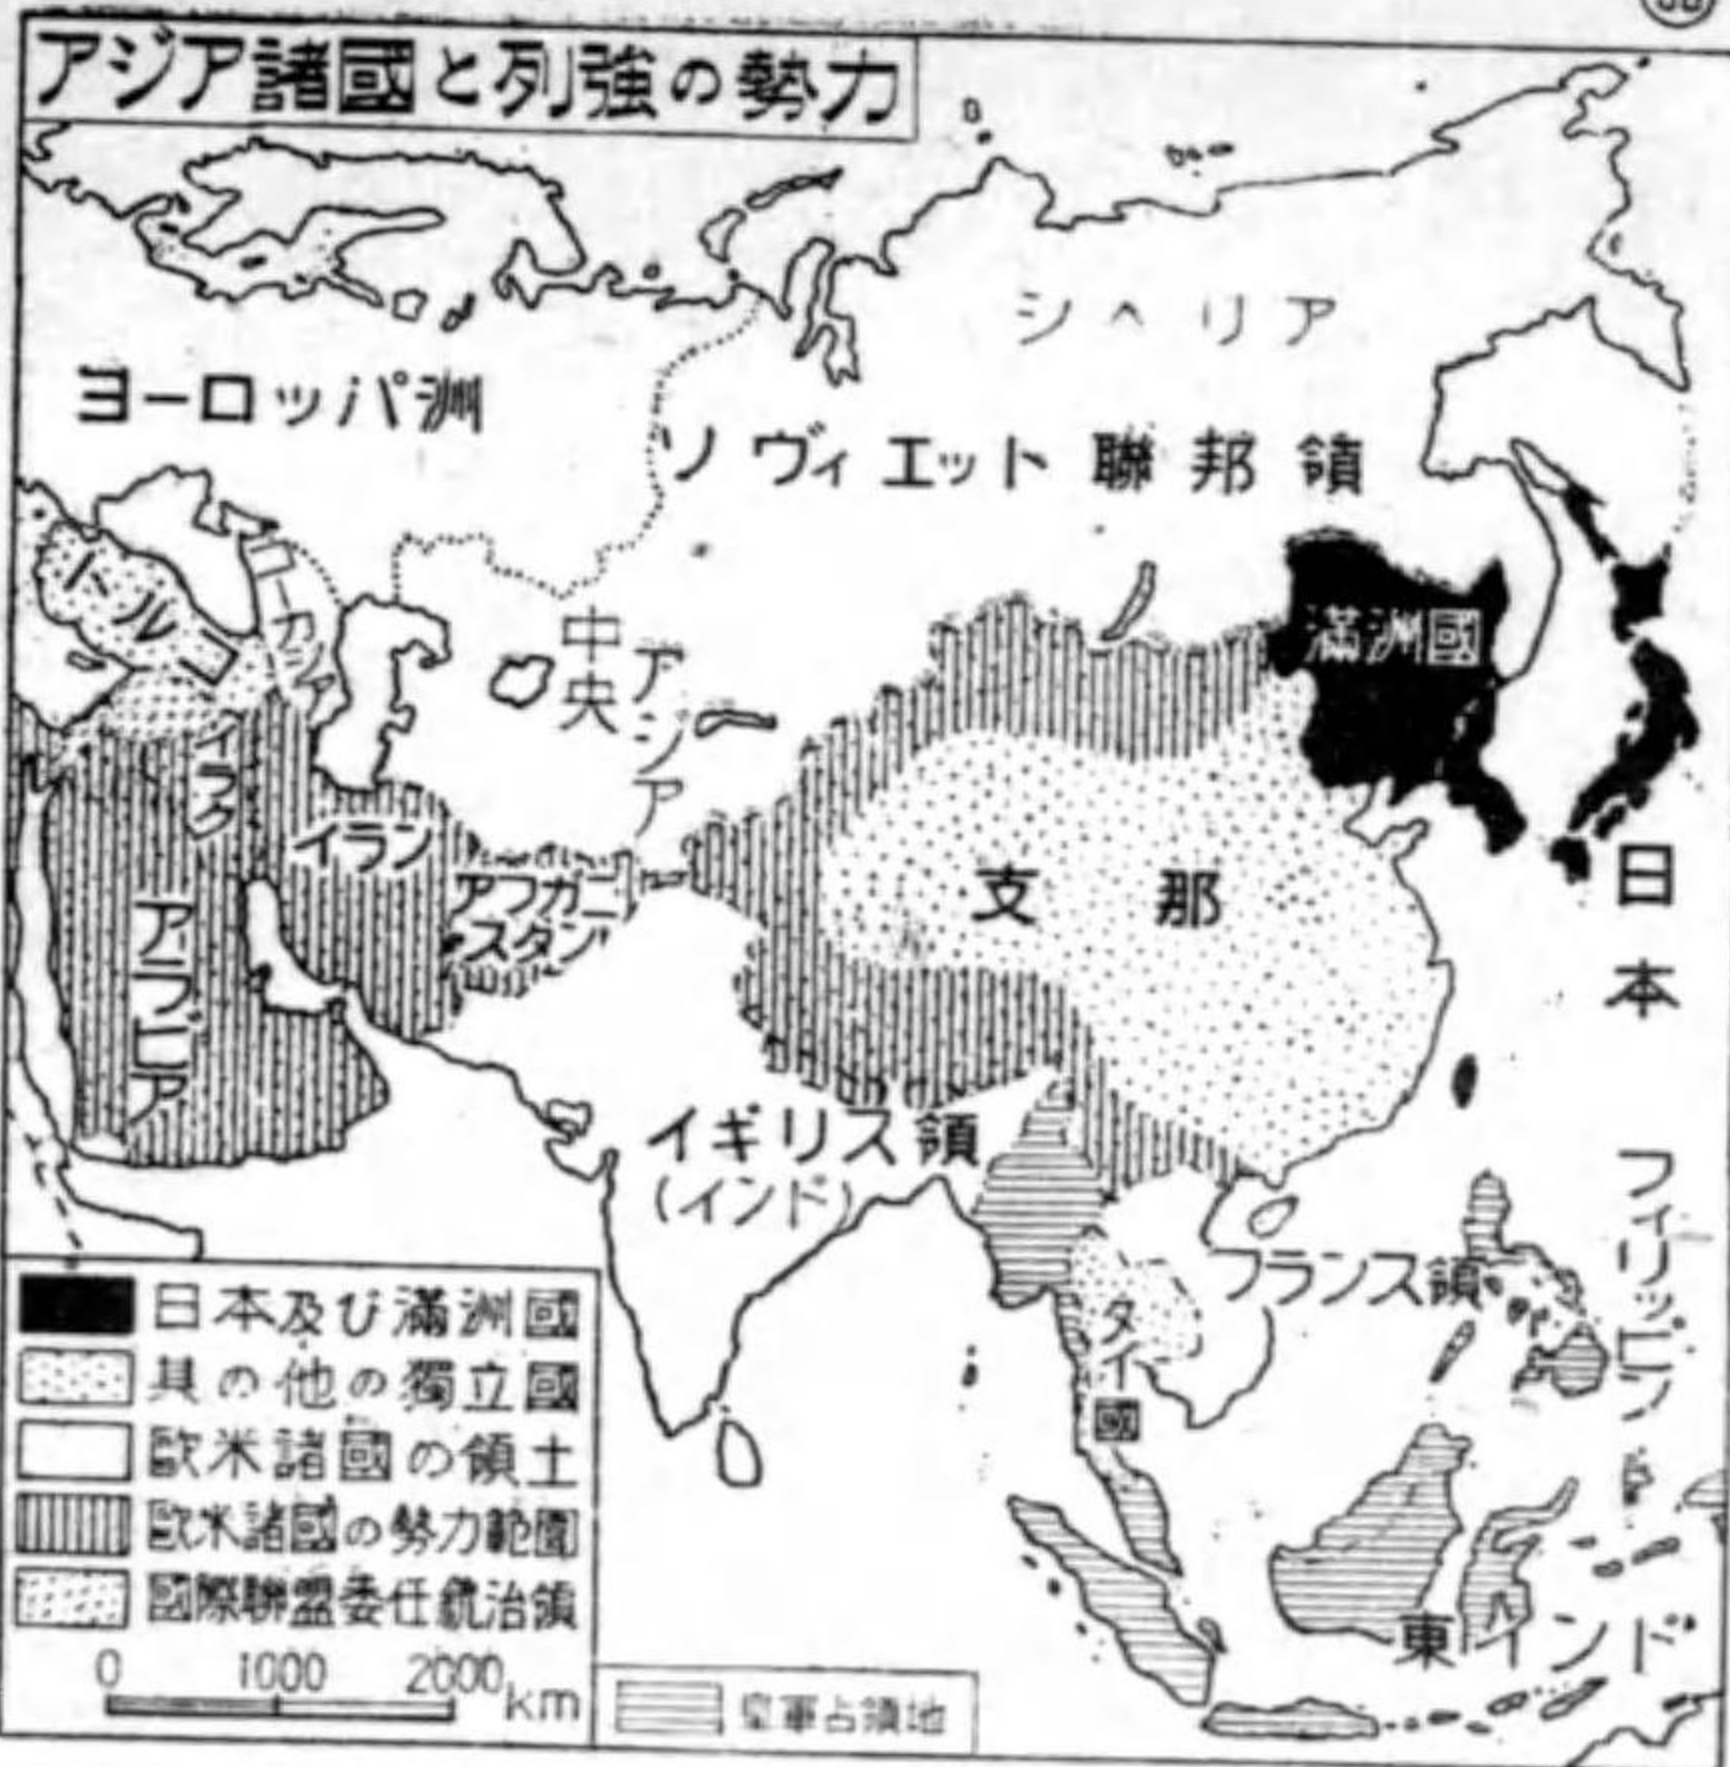 アジア諸國と列強の勢力
シベリア
ヨーロッパ洲
ソヴィエット聯邦領
トルコ
コーカシア
中央アジア
滿洲國
イラク
イラン
アフガニスタン
支那
日本
アラビア
イギリス領
(インド)
フランス領
フィリッピン
タイ國
東インド
日本及び滿洲國
其の他の獨立國
歐米諸國の領土
歐米諸國の勢力範圍
國際聯盟委任統治領
0 1000 2000km
皇軍占領地